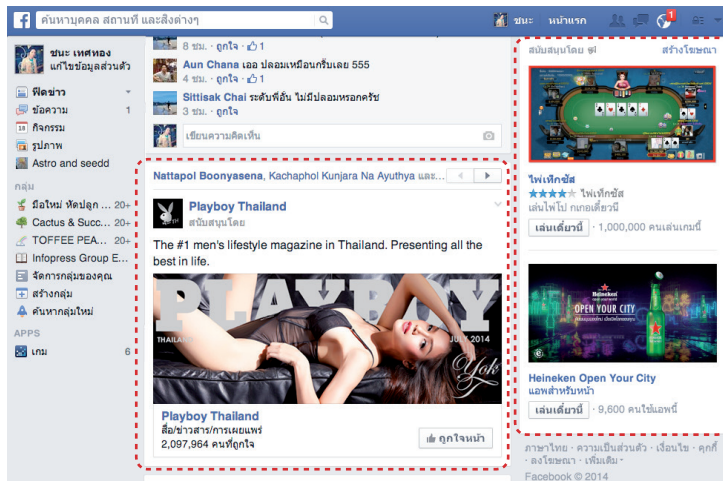 ค้นหาบุคคล สถานที่ และสิ่งต่างๆ
ชนะ หน้าแรก
1
ชนะ เทศทอง
แก้ไขข้อมูลส่วนตัว
ฟีดข่าว
ข้อความ 1
18 กิจกรรม
รูปภาพ
Astro and seedd
กลุ่ม
มือใหม่ หัดปลูก ... 20+
Cactus & Succ... 20+
TOFFEE PEA... 20+
Infopress Group E...
จัดการกลุ่มของคุณ
สร้างกลุ่ม
ค้นหากลุ่มใหม่
APPS
เกม 6
8 ชม. · ถูกใจ · 1
Aun Chana เออ ปลอมเหมือนกรั๊บเลย 555
4 ชม. · ถูกใจ · 1
Sittisak Chai ระดับพี่อั๋น ไม่มีปลอมหรอกครัช
3 ชม. · ถูกใจ
เขียนความคิดเห็น
Nattapol Boonyasena, Kachaphol Kunjara Na Ayuthya และ...
Playboy Thailand
สนับสนุนโดย
The #1 men's lifestyle magazine in Thailand. Presenting all the
best in life.
PLAYBOY
THAILAND
JULY 2014
Yok
Playboy Thailand
สื่อ/ข่าวสาร/การเผยแพร่
2,097,964 คนที่ถูกใจ
ถูกใจหน้า
สนับสนุนโดย
สร้างโฆษณา
ไพ่เท็กซัส
ไพ่เท็กซัส
เล่นไพ่โป กเกอเดี๋ยวนี้
เล่นเดี๋ยวนี้ · 1,000,000 คนเล่นเกมนี้
Heineken
OPEN YOUR CITY
Heineken Open Your City
แอพสำหรับหน้า
เล่นเดี๋ยวนี้ · 9,600 คนใช้แอพนี้
ภาษาไทย · ความเป็นส่วนตัว · เงื่อนไข · คุกกี้
· ลงโฆษณา · เพิ่มเติม
Facebook © 2014